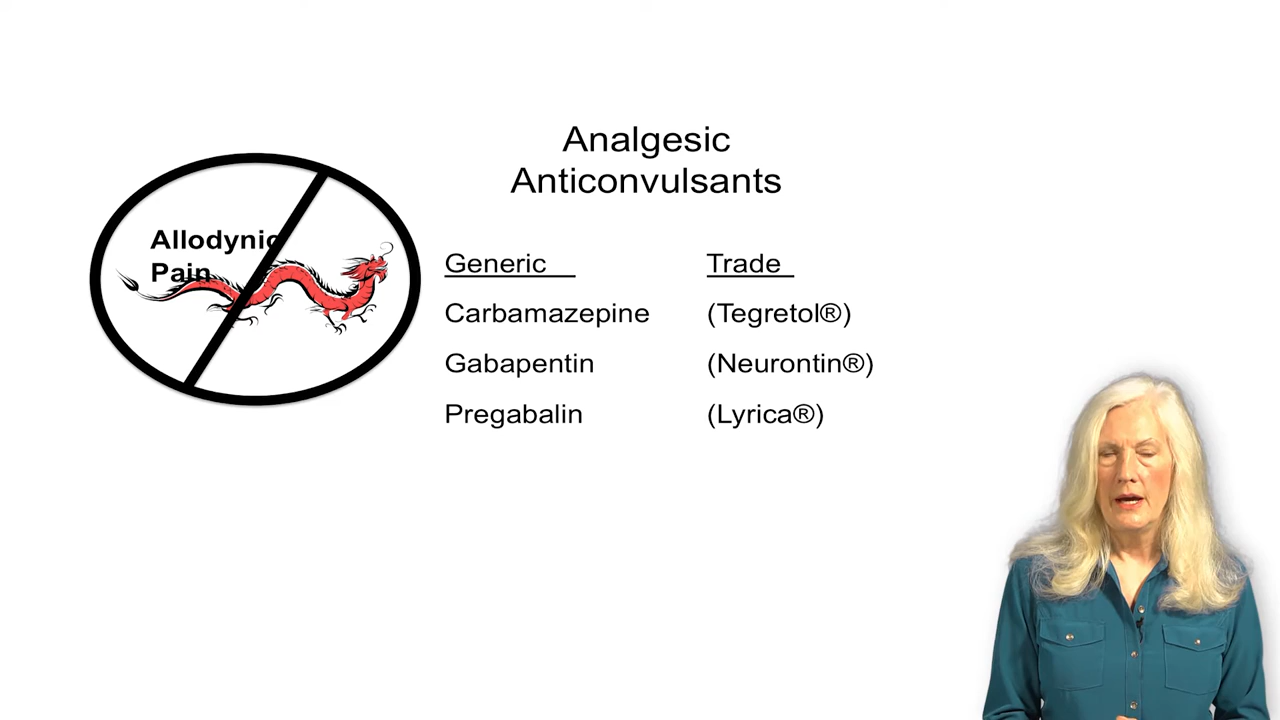 Analgesic
Anticonvulsants
Allodynic
Pain
Generic Trade
Carbamazepine (Tegretol®)
Gabapentin (Neurontin®)
Pregabalin (Lyrica®)